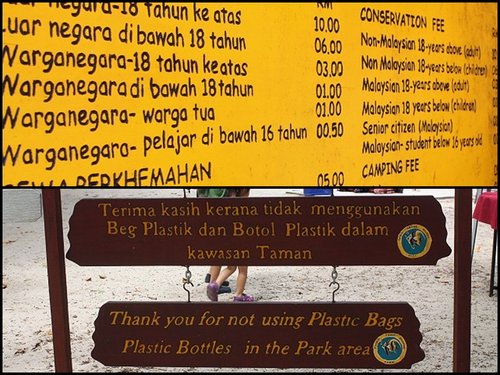 Luar negara-18 tahun ke atas 10.00 CONSERVATION FEE
Luar negara di bawah 18 tahun 06.00 Non-Malaysian 18-years above (adult)
Warganegara-18 tahun keatas 03.00 Non Malaysian 18-years below (children)
Warganegara di bawah 18tahun 01.00 Malaysian 18-years above (adult)
Warganegara- warga tua 01.00 Malaysian 18 years below (children)
Warganegara- pelajar di bawah 16 tahun 00.50 Senior citizen (Malaysian)
Malaysian- student below 16 years old
SEWA PERKHEMAHAN 05.00 CAMPING FEE
Terima kasih kerana tidak menggunakan
Beg Plastik dan Botol Plastik dalam
kawasan Taman
Thank you for not using Plastic Bags
Plastic Bottles in the Park area